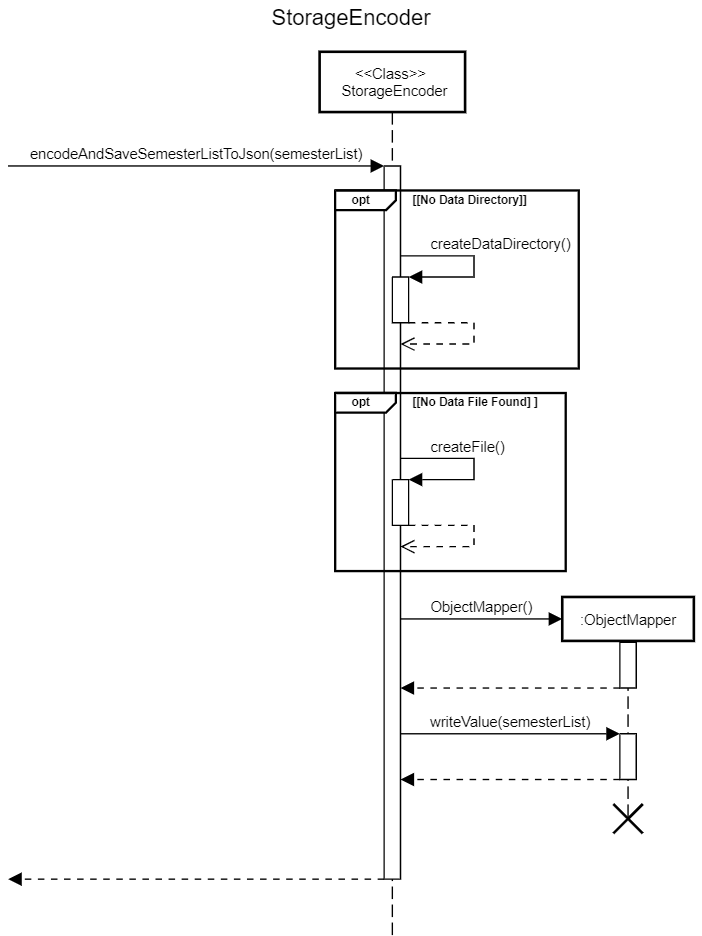 StorageEncoder
<<Class>>
StorageEncoder
encodeAndSaveSemesterListToJson(semesterList)
opt
[[No Data Directory]]
createDataDirectory()
opt
[[No Data File Found] ]
createFile()
ObjectMapper()
:ObjectMapper
writeValue(semesterList)